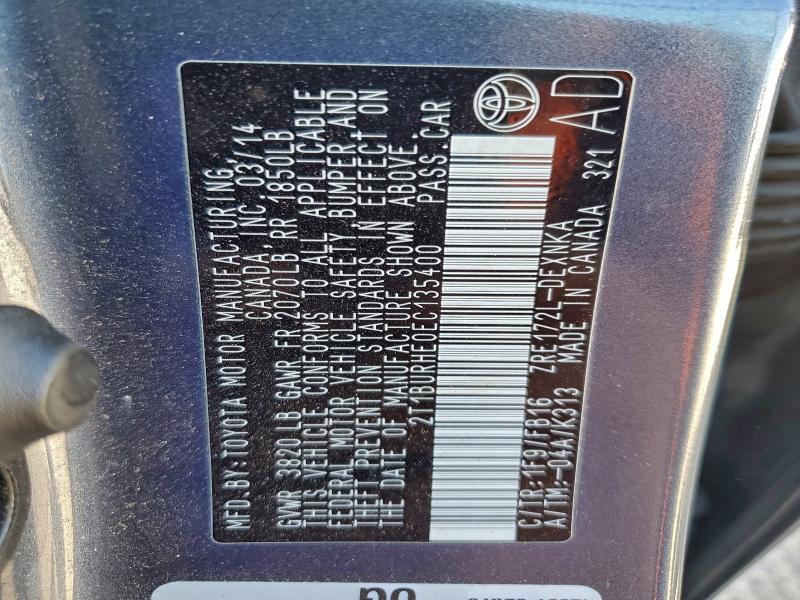 MFD.BY:TOYOTA MOTOR MANUFACTURING
CANADA, INC. 03/14
GVWR 3820 LB GAWR FR 2070LB RR 1850LB
THIS VEHICLE CONFORMS TO ALL APPLICABLE
FEDERAL MOTOR VEHICLE SAFETY, BUMPER, AND
THEFT PREVENTION STANDARDS IN EFFECT ON
THE DATE OF MANUFACTURE SHOWN ABOVE.
2T1BURHE0EC135400 PASS.CAR
C/TR:1F9/FB16 ZRE172L-DEXNKA
A/TM:-04A/K313 MADE IN CANADA 321
AD